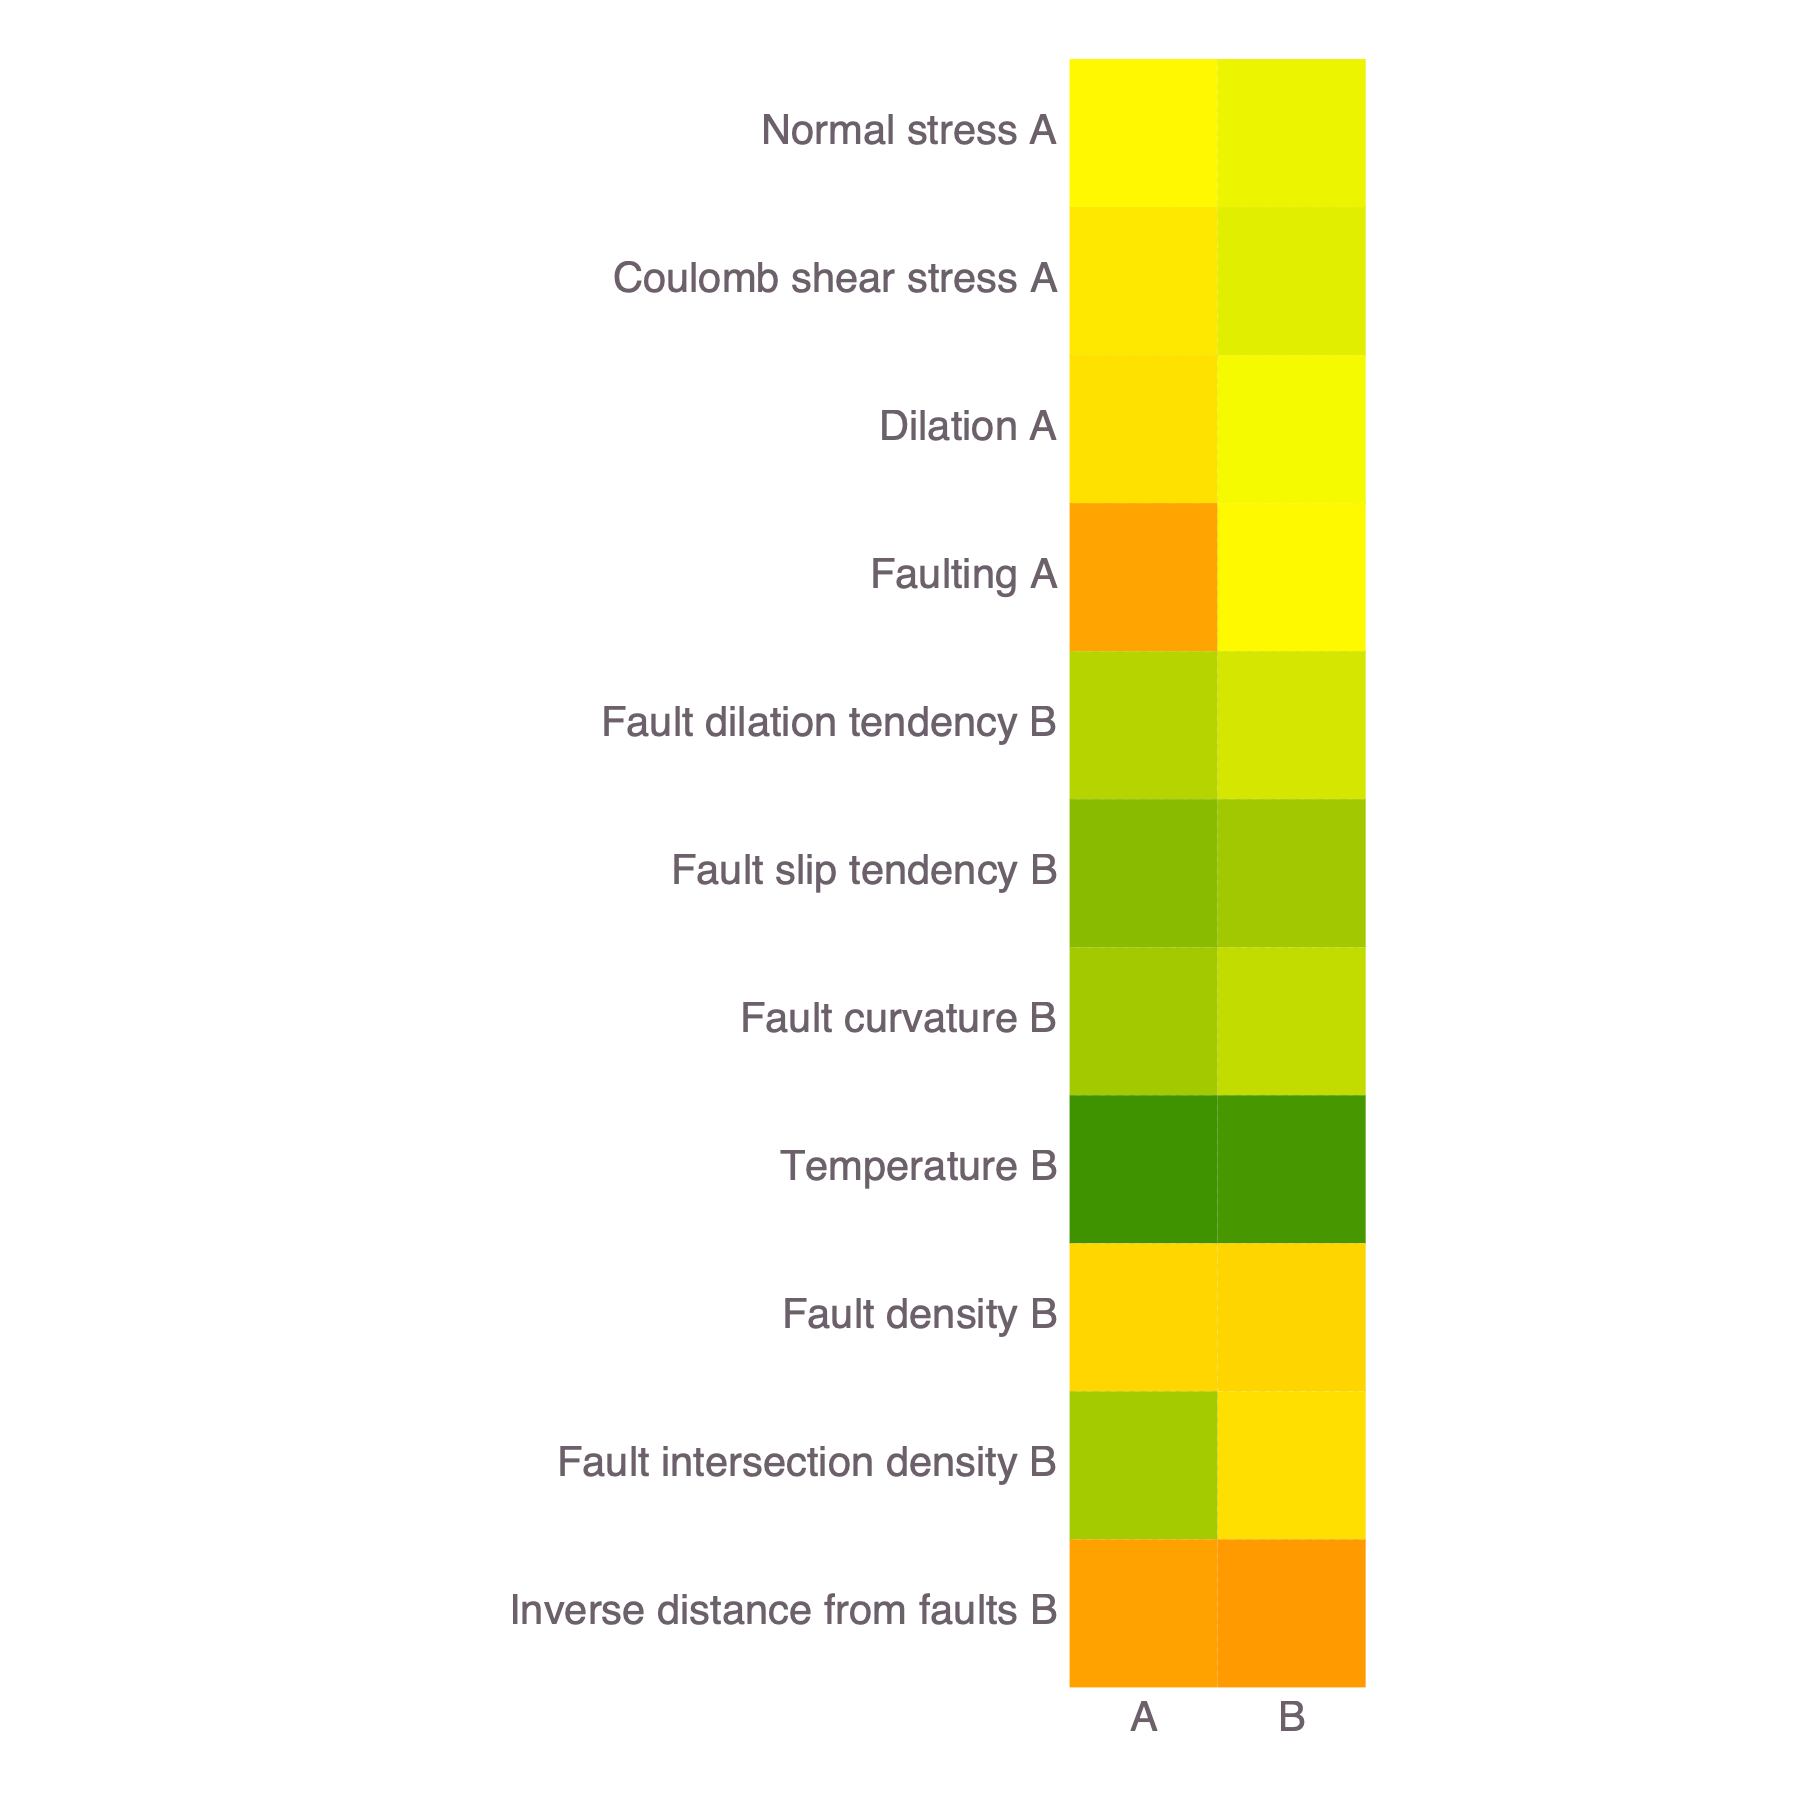 Normal stress A
Coulomb shear stress A
Dilation A
Faulting A
Fault dilation tendency B
Fault slip tendency B
Fault curvature B
Temperature B
Fault density B
Fault intersection density B
Inverse distance from faults B
A B